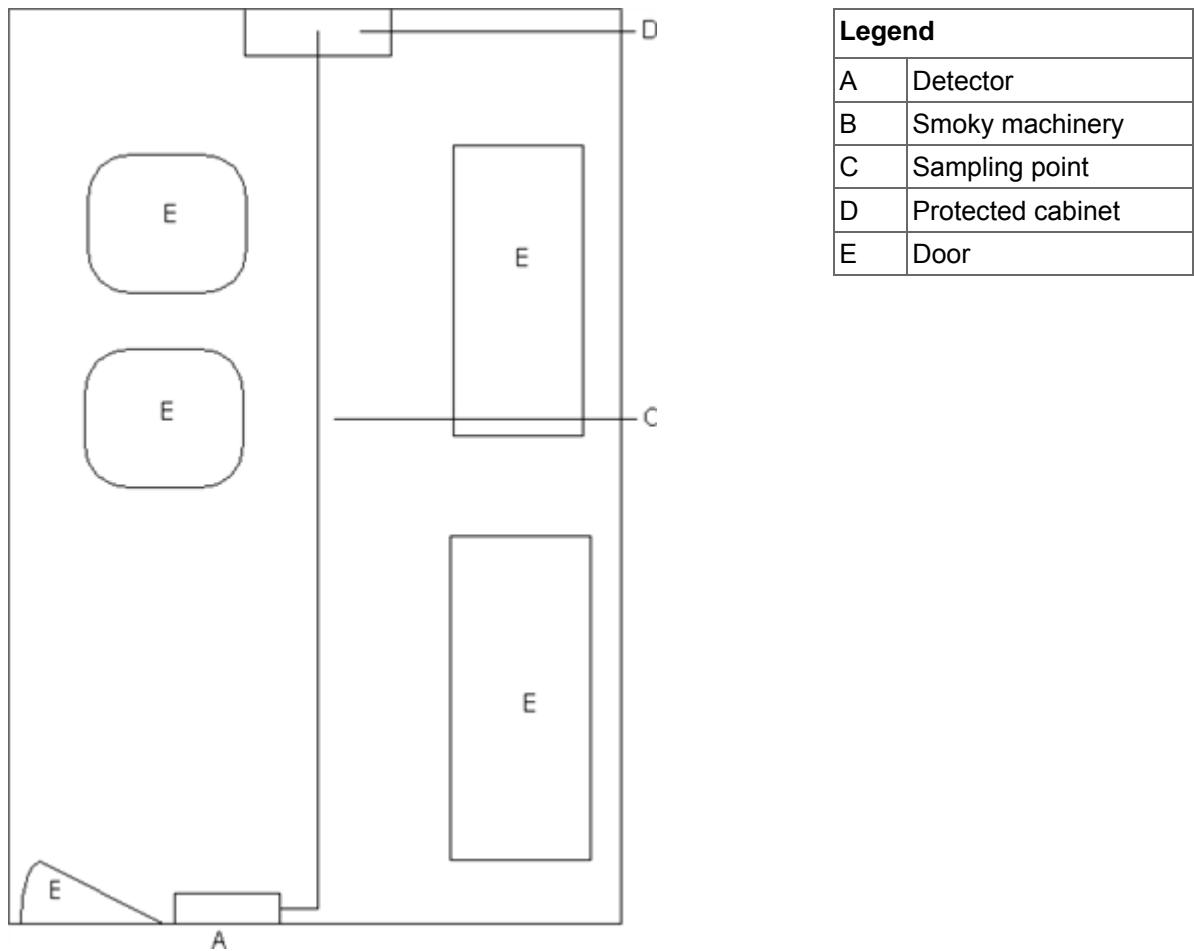 D
E
E
E
C
E
E
A
Legend
A Detector
B Smoky machinery
C Sampling point
D Protected cabinet
E Door